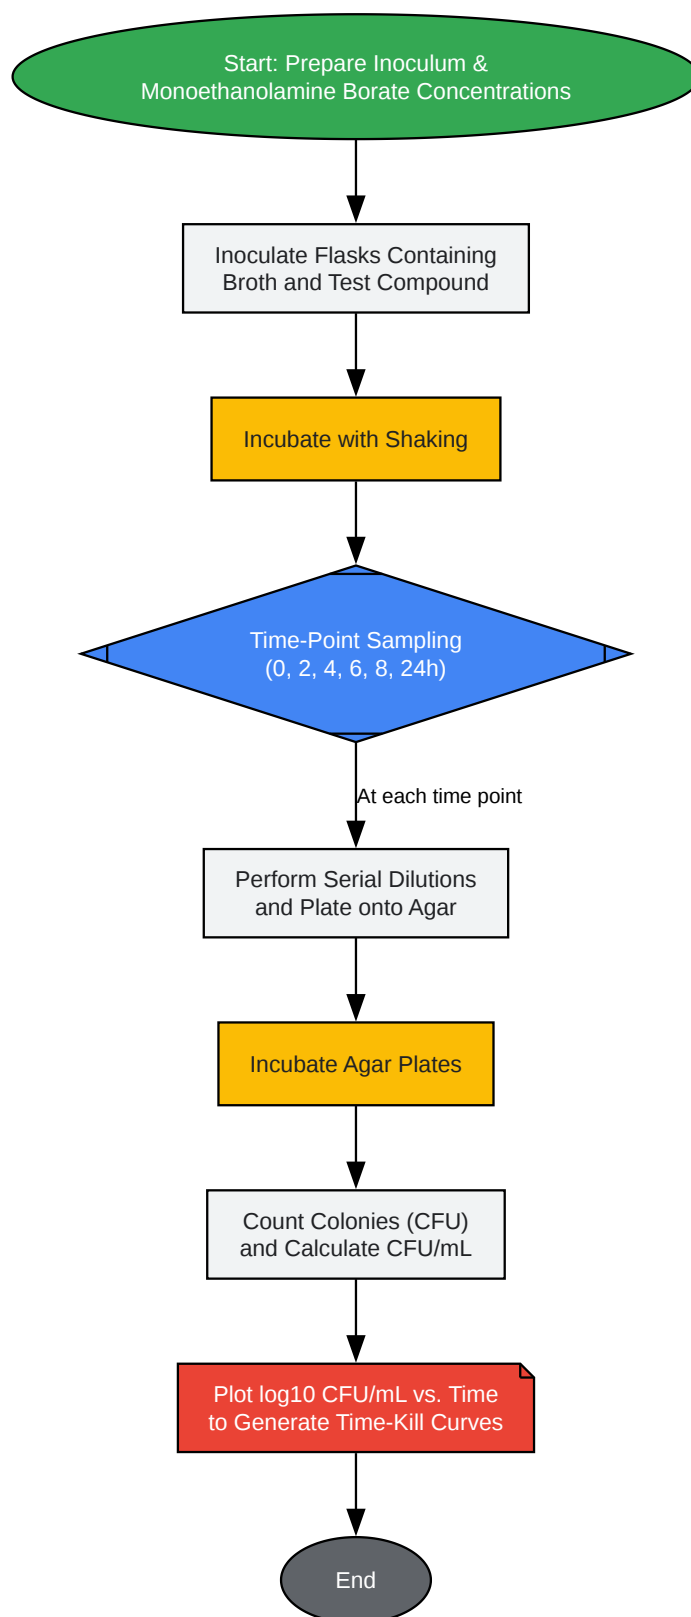 Start: Prepare Inoculum &
Monoethanolamine Borate Concentrations
Inoculate Flasks Containing
Broth and Test Compound
Incubate with Shaking
Time-Point Sampling
(0, 2, 4, 6, 8, 24h)
At each time point
Perform Serial Dilutions
and Plate onto Agar
Incubate Agar Plates
Count Colonies (CFU)
and Calculate CFU/mL
Plot log10 CFU/mL vs. Time
to Generate Time-Kill Curves
End